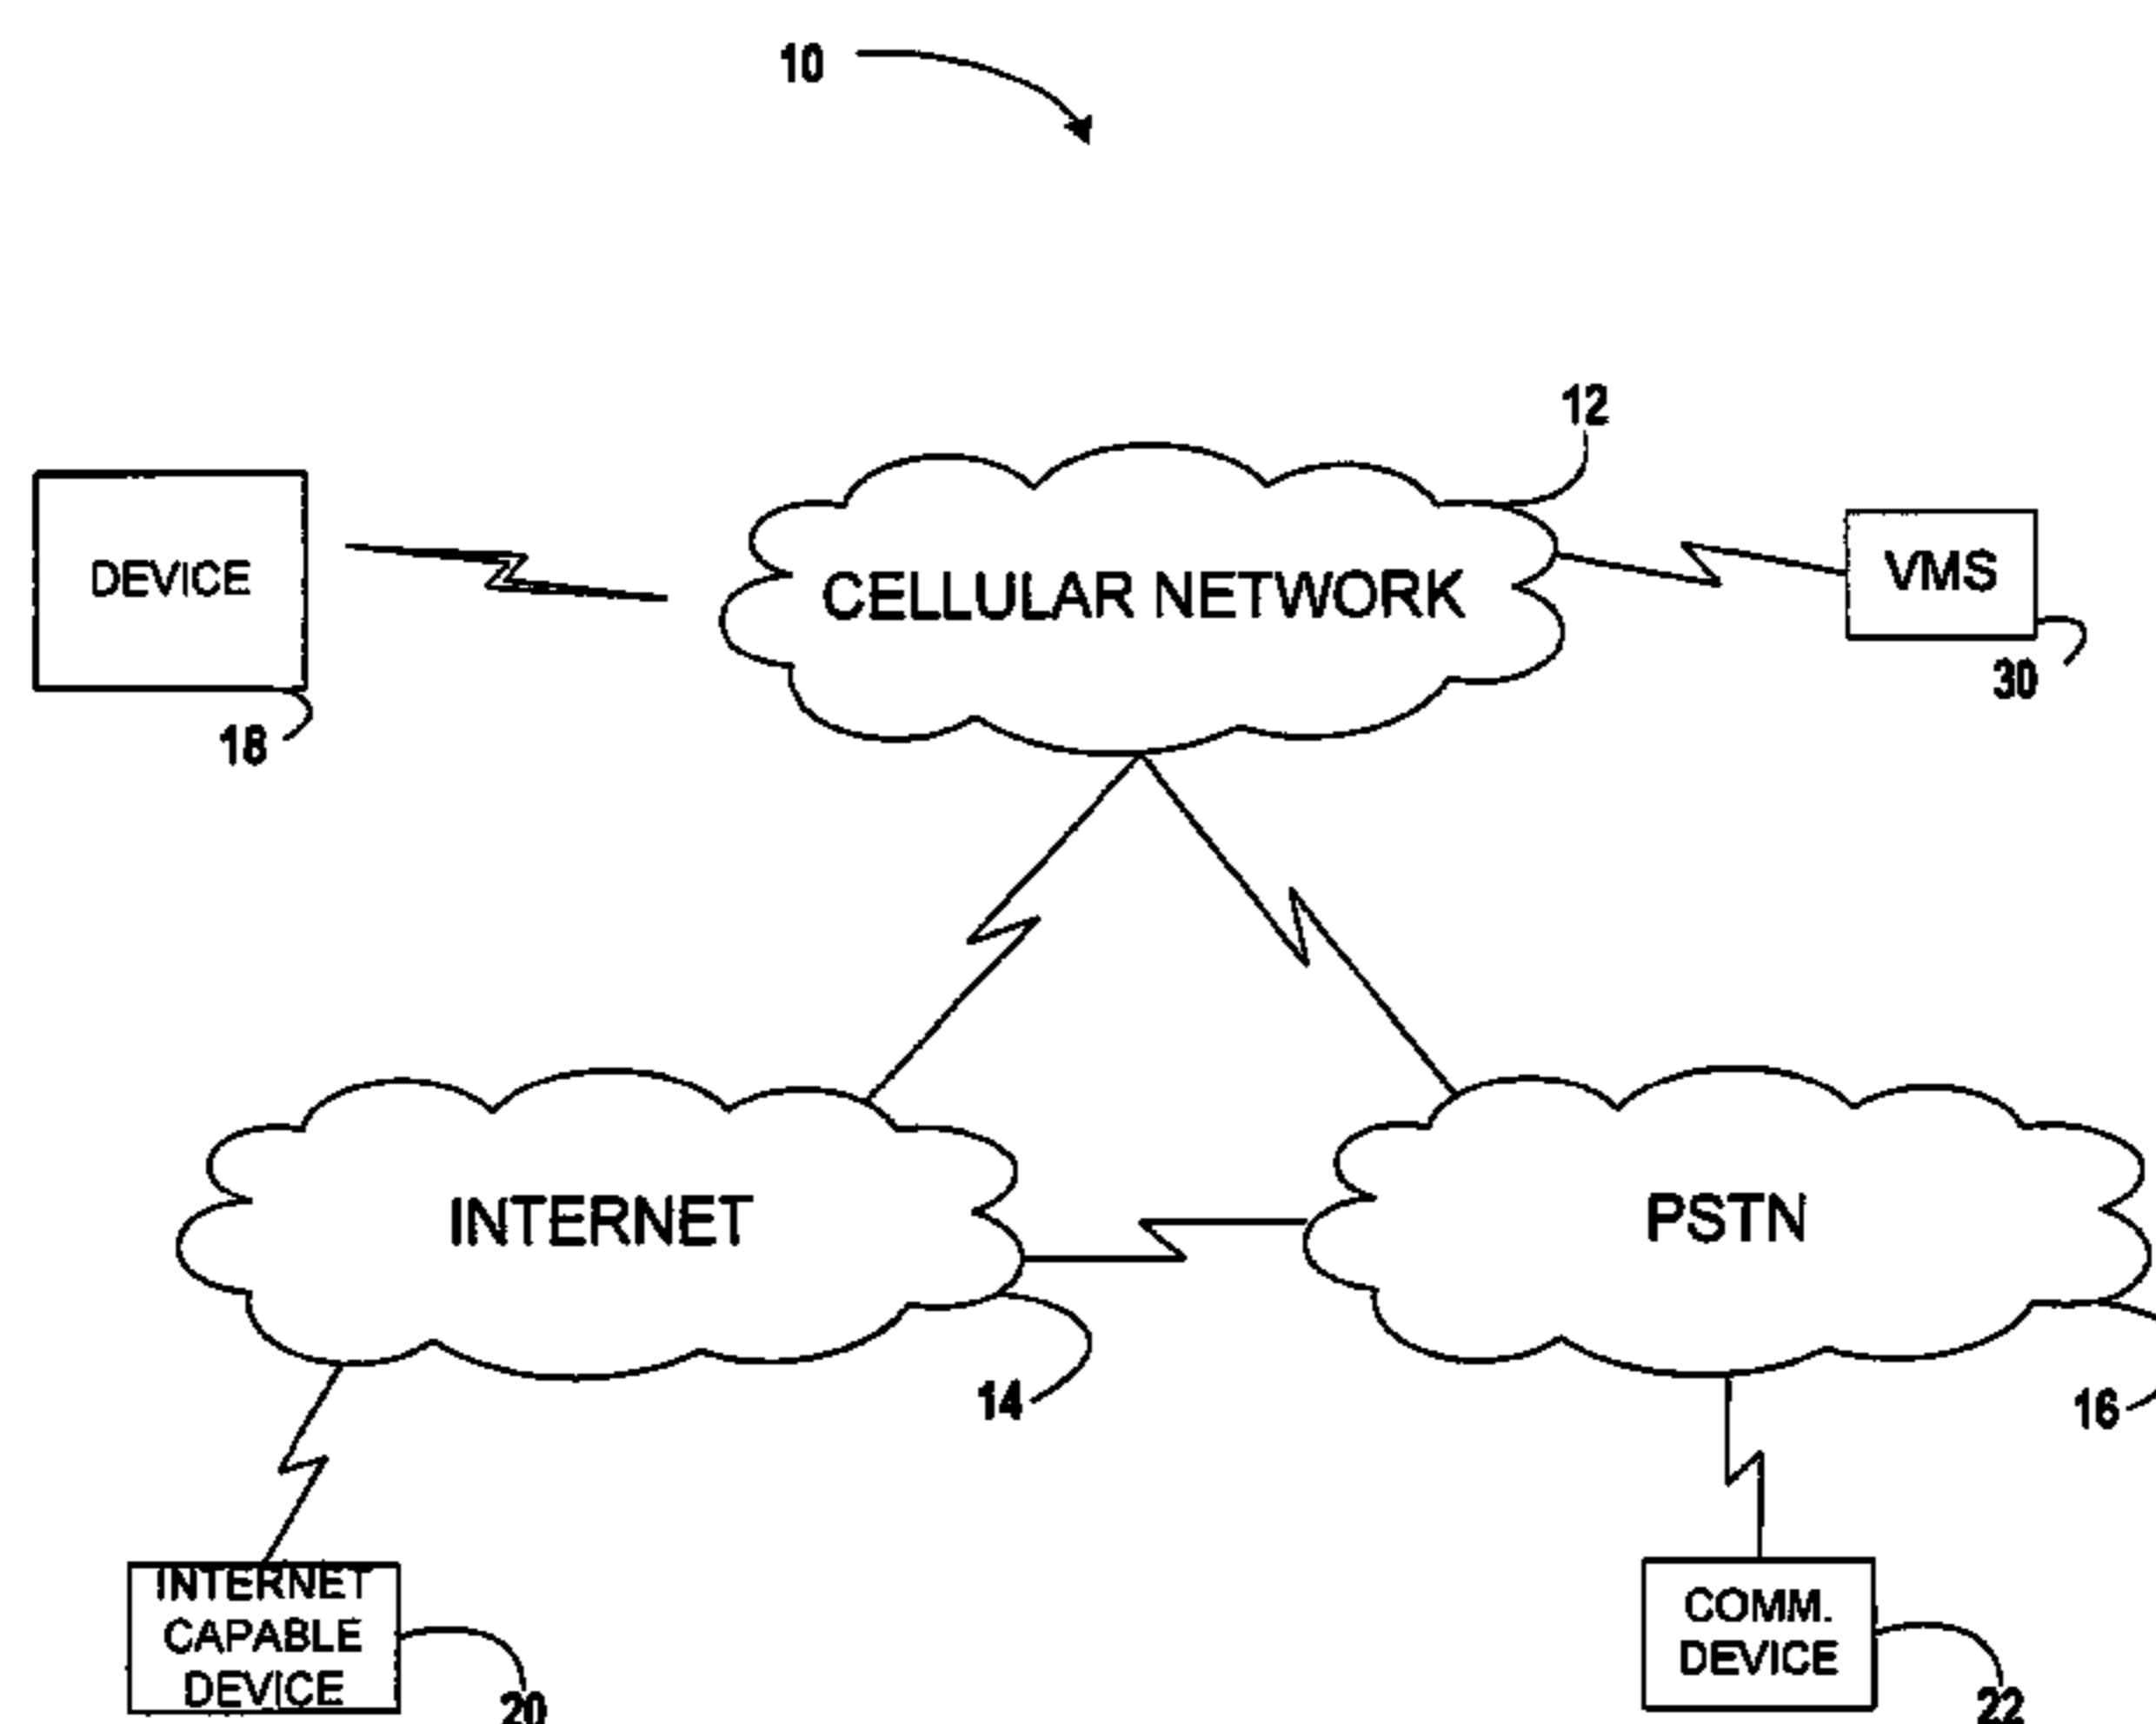 10
12
DEVICE
CELLULAR NETWORK
VMS
30
18
INTERNET
PSTN
14
16
INTERNET
CAPABLE
DEVICE
20
COMM.
DEVICE
22